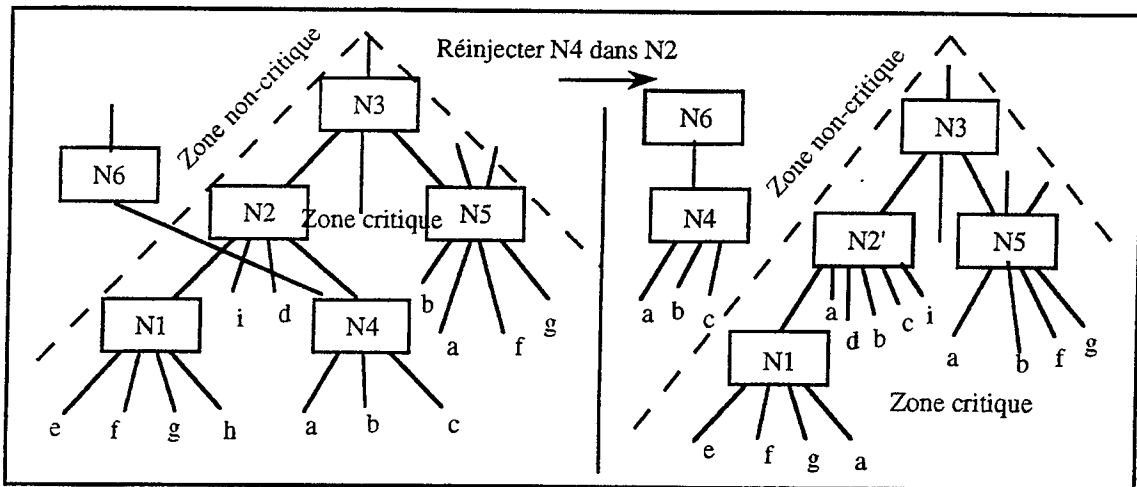 Réinjecter N4 dans N2
Zone non-critique
N3
N6
N2
Zone critique
N5
N1
i
d
N4
b
a
f
g
e
f
g
h
a
b
c
Zone non-critique
N6
N3
N4
N2'
N5
a
b
c
a
d
b
c
i
N1
a
b
f
g
Zone critique
e
f
g
a